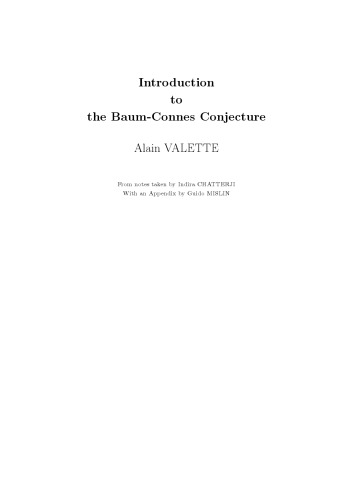 Introduction
to
the Baum-Connes Conjecture
Alain VALETTE
From notes taken by Indira CHATTERJI
With an Appendix by Guido MISLIN